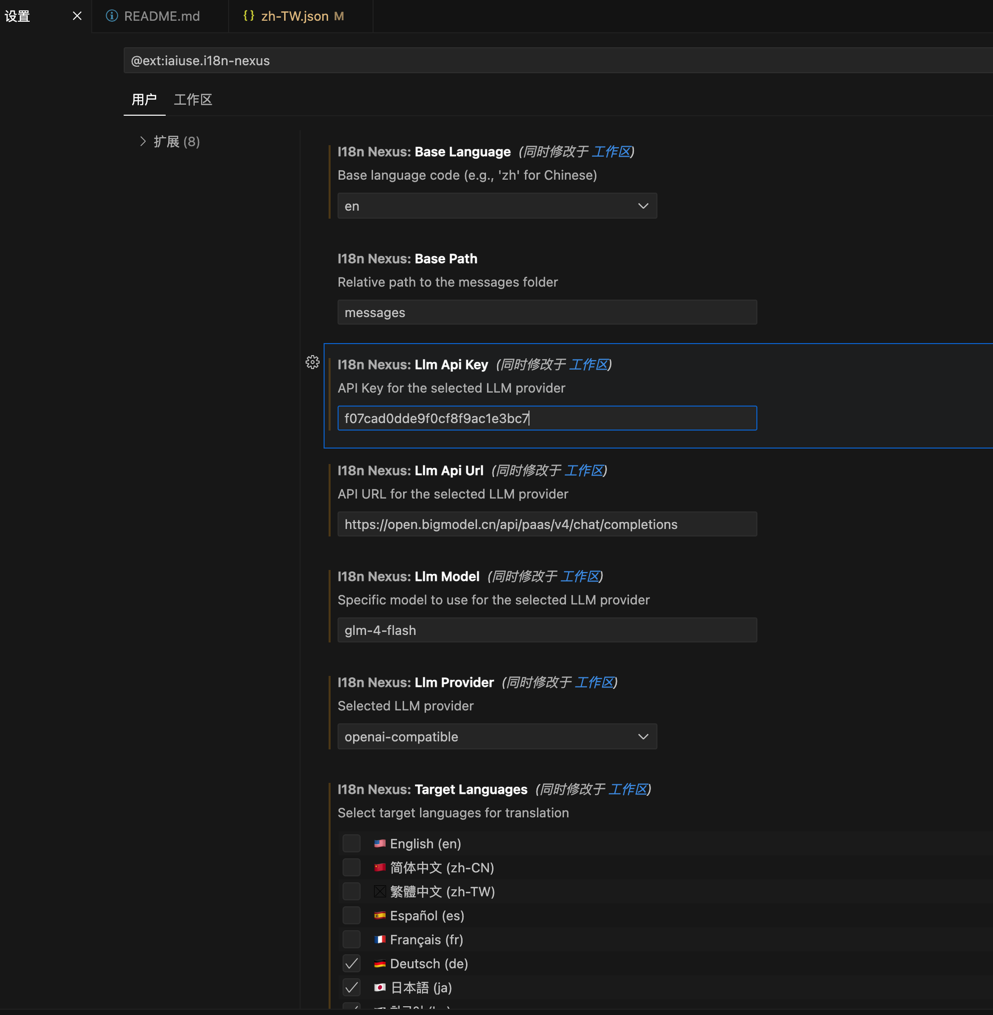 设置
README.md
{} zh-TW.json M
@ext:iaiuse.i18n-nexus
用户 工作区
扩展 (8)
I18n Nexus: Base Language (同时修改于 工作区)
Base language code (e.g., 'zh' for Chinese)
en
I18n Nexus: Base Path
Relative path to the messages folder
messages
I18n Nexus: Llm Api Key (同时修改于 工作区)
API Key for the selected LLM provider
f07cad0dde9f0cf8f9ac1e3bc7
I18n Nexus: Llm Api Url (同时修改于 工作区)
API URL for the selected LLM provider
https://open.bigmodel.cn/api/paas/v4/chat/completions
I18n Nexus: Llm Model (同时修改于 工作区)
Specific model to use for the selected LLM provider
glm-4-flash
I18n Nexus: Llm Provider (同时修改于 工作区)
Selected LLM provider
openai-compatible
I18n Nexus: Target Languages (同时修改于 工作区)
Select target languages for translation
English (en)
简体中文 (zh-CN)
繁體中文 (zh-TW)
Español (es)
Français (fr)
Deutsch (de)
日本語 (ja)